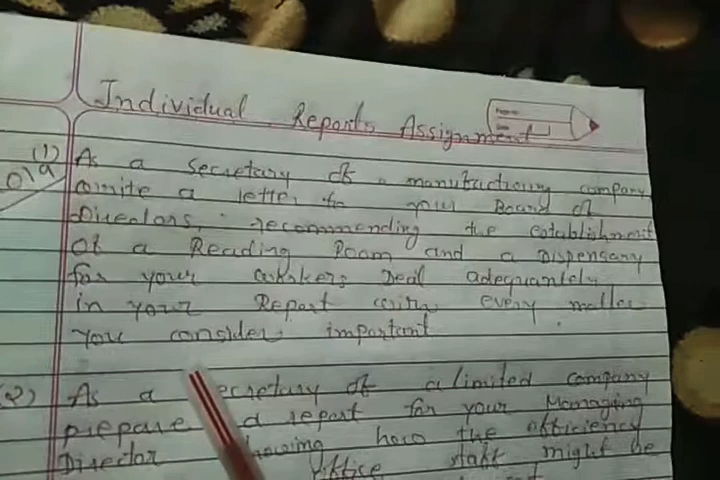 Individual Reports Assignment
(1) As a secretary of a manufacturing company
write a letter to your Board of
Directors, recommending the establishment
of a Reading Room and a Dispensary
for your workers Deal adequantely
in your Report with every matter
you consider important
(2) As a secretary of a limited company
prepare a report for your Managing
Director showing how the efficiency
office staff might be